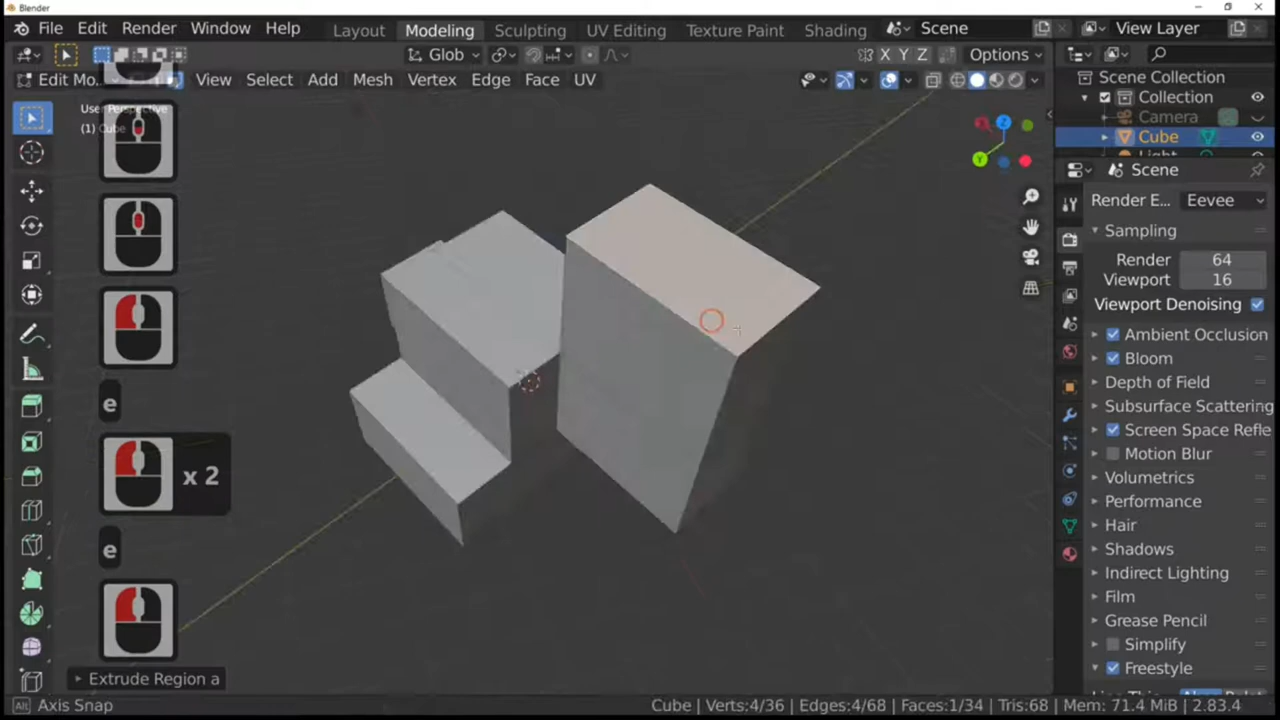 Blender
File Edit Render Window Help Layout Modeling Sculpting UV Editing Texture Paint Shading Scene View Layer
Glob X Y Z Options
Edit Mo... View Select Add Mesh Vertex Edge Face UV
Scene Collection
Collection
Camera
Cube
Light
User Perspective
(1) Cube
Scene
Render E... Eevee
Sampling
Render 64
Viewport 16
Viewport Denoising
Ambient Occlusion
Bloom
Depth of Field
Subsurface Scattering
Screen Space Refle
Motion Blur
Volumetrics
Performance
Hair
Shadows
Indirect Lighting
Film
Grease Pencil
Simplify
Freestyle
Z
Y
e
x 2
e
Extrude Region a
Alt Axis Snap
Cube | Verts:4/36 | Edges:4/68 | Faces:1/34 | Tris:68 | Mem: 71.4 MiB | 2.83.4